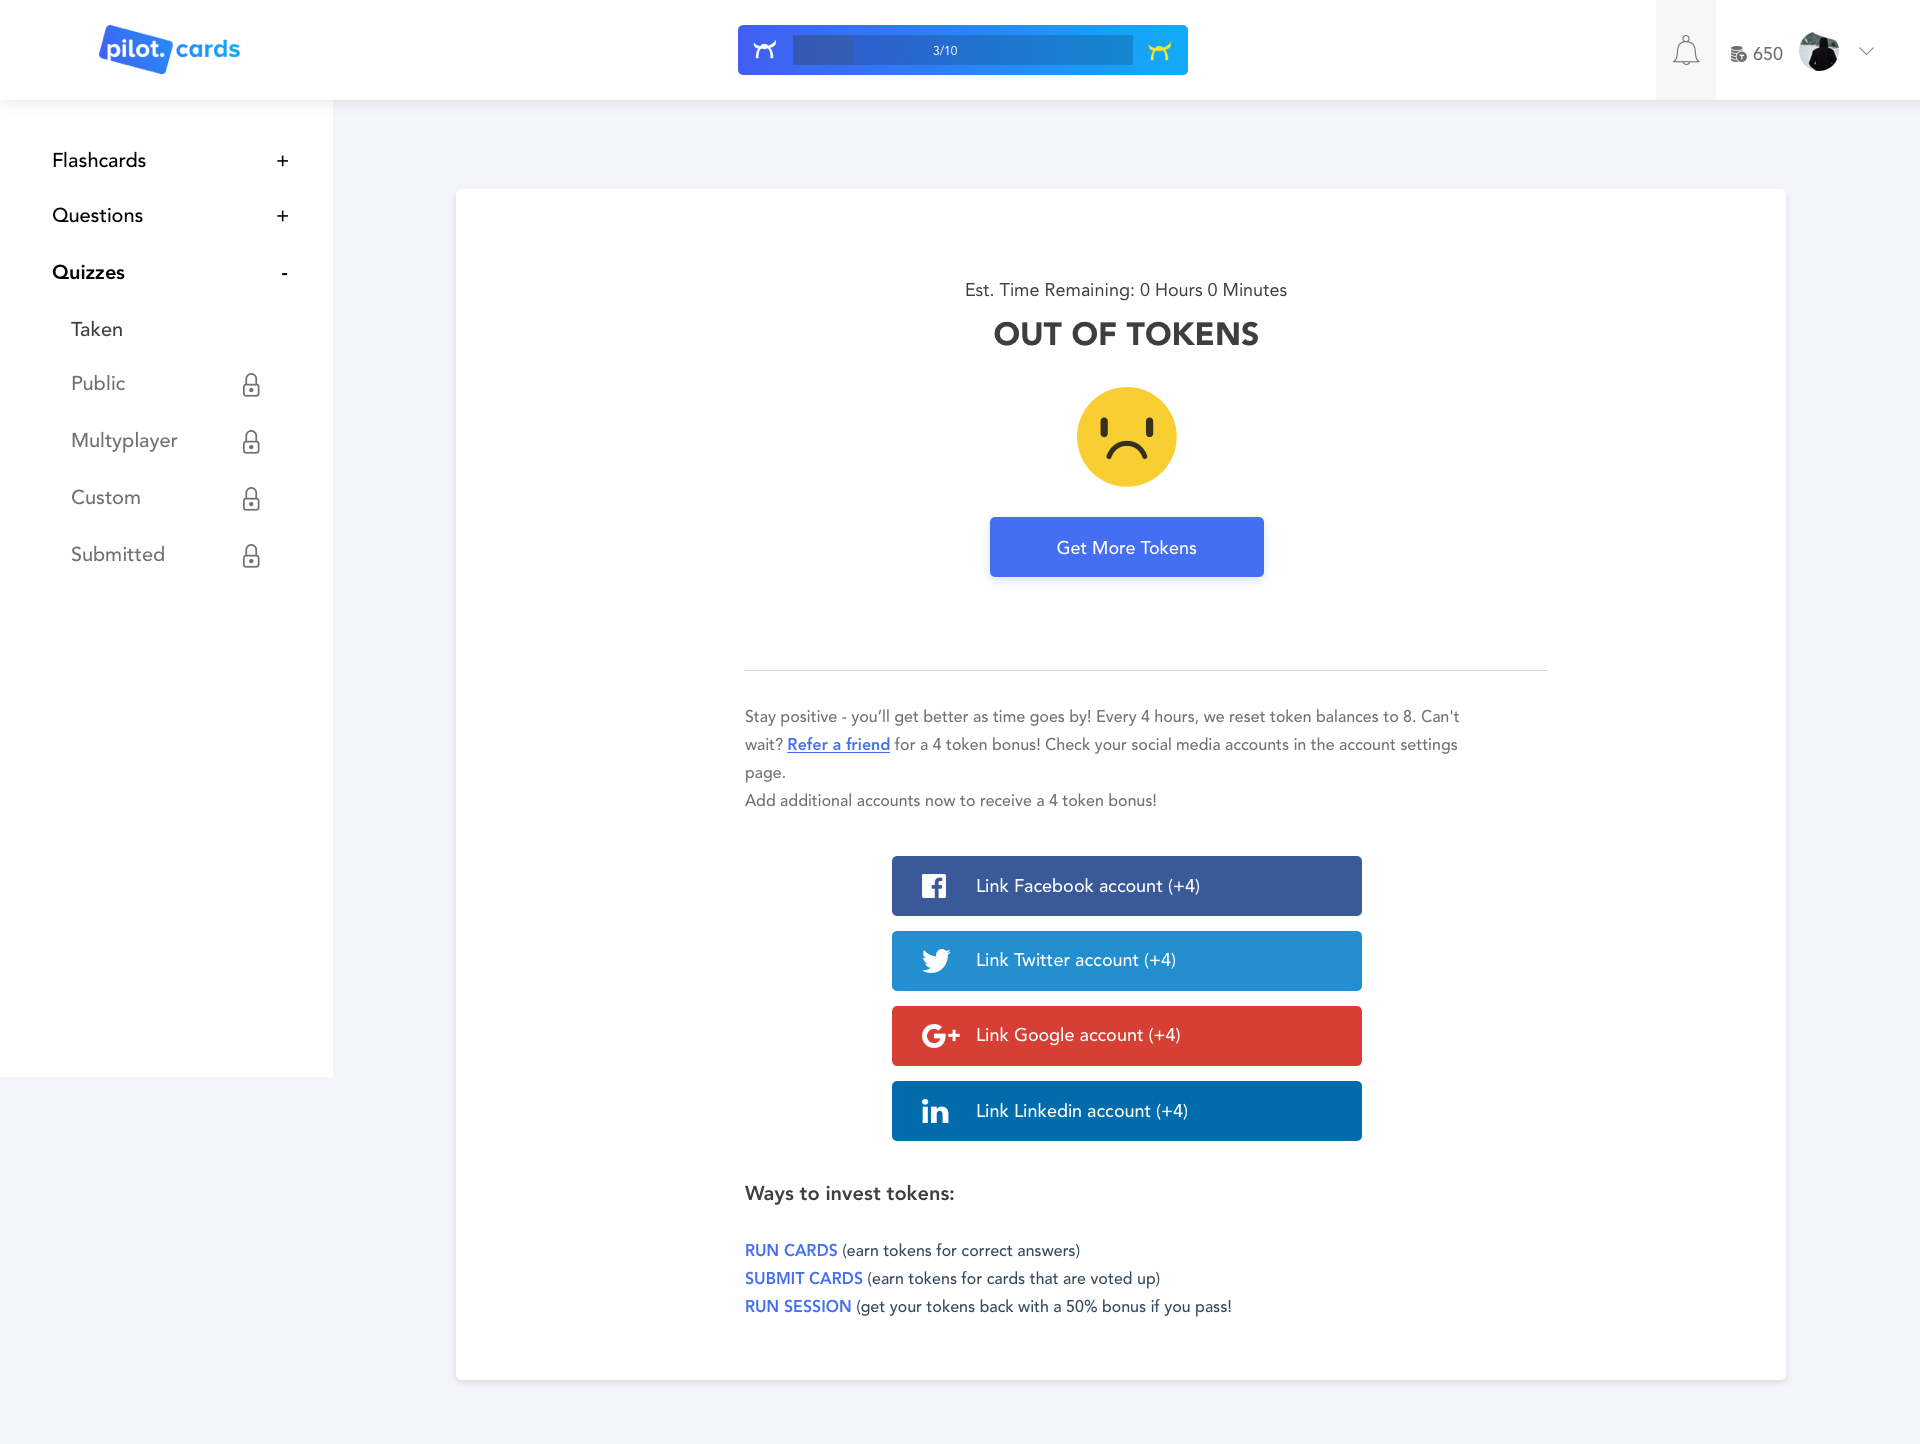 pilot.cards
3/10
650
Flashcards +
Questions +
Quizzes -
Taken
Public
Multyplayer
Custom
Submitted
Est. Time Remaining: 0 Hours 0 Minutes
OUT OF TOKENS
Get More Tokens
Stay positive - you’ll get better as time goes by! Every 4 hours, we reset token balances to 8. Can't
wait? Refer a friend for a 4 token bonus! Check your social media accounts in the account settings
page.
Add additional accounts now to receive a 4 token bonus!
Link Facebook account (+4)
Link Twitter account (+4)
G+ Link Google account (+4)
in Link Linkedin account (+4)
Ways to invest tokens:
RUN CARDS (earn tokens for correct answers)
SUBMIT CARDS (earn tokens for cards that are voted up)
RUN SESSION (get your tokens back with a 50% bonus if you pass!